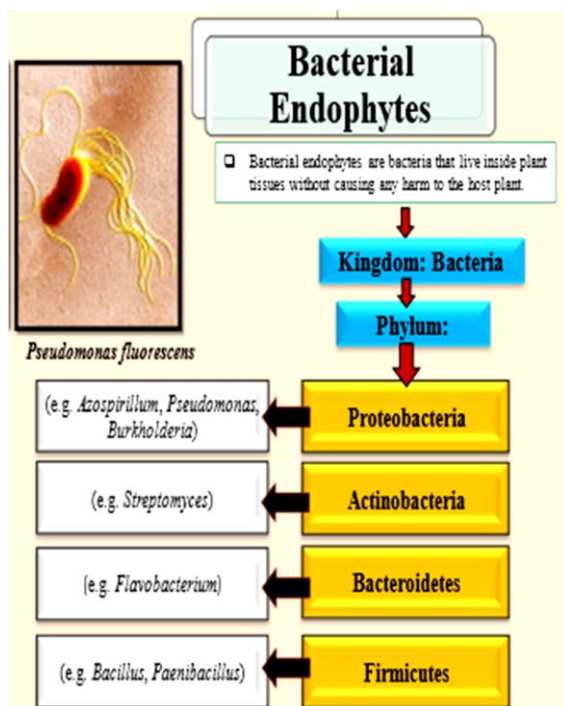 Bacterial
Endophytes
❑ Bacterial endophytes are bacteria that live inside plant
tissues without causing any harm to the host plant.
Kingdom: Bacteria
Phylum:
Pseudomonas fluorescens
(e.g. Azospirillum, Pseudomonas,
Burkholderia)
Proteobacteria
(e.g. Streptomyces)
Actinobacteria
(e.g. Flavobacterium)
Bacteroidetes
(e.g. Bacillus, Paenibacillus)
Firmicutes